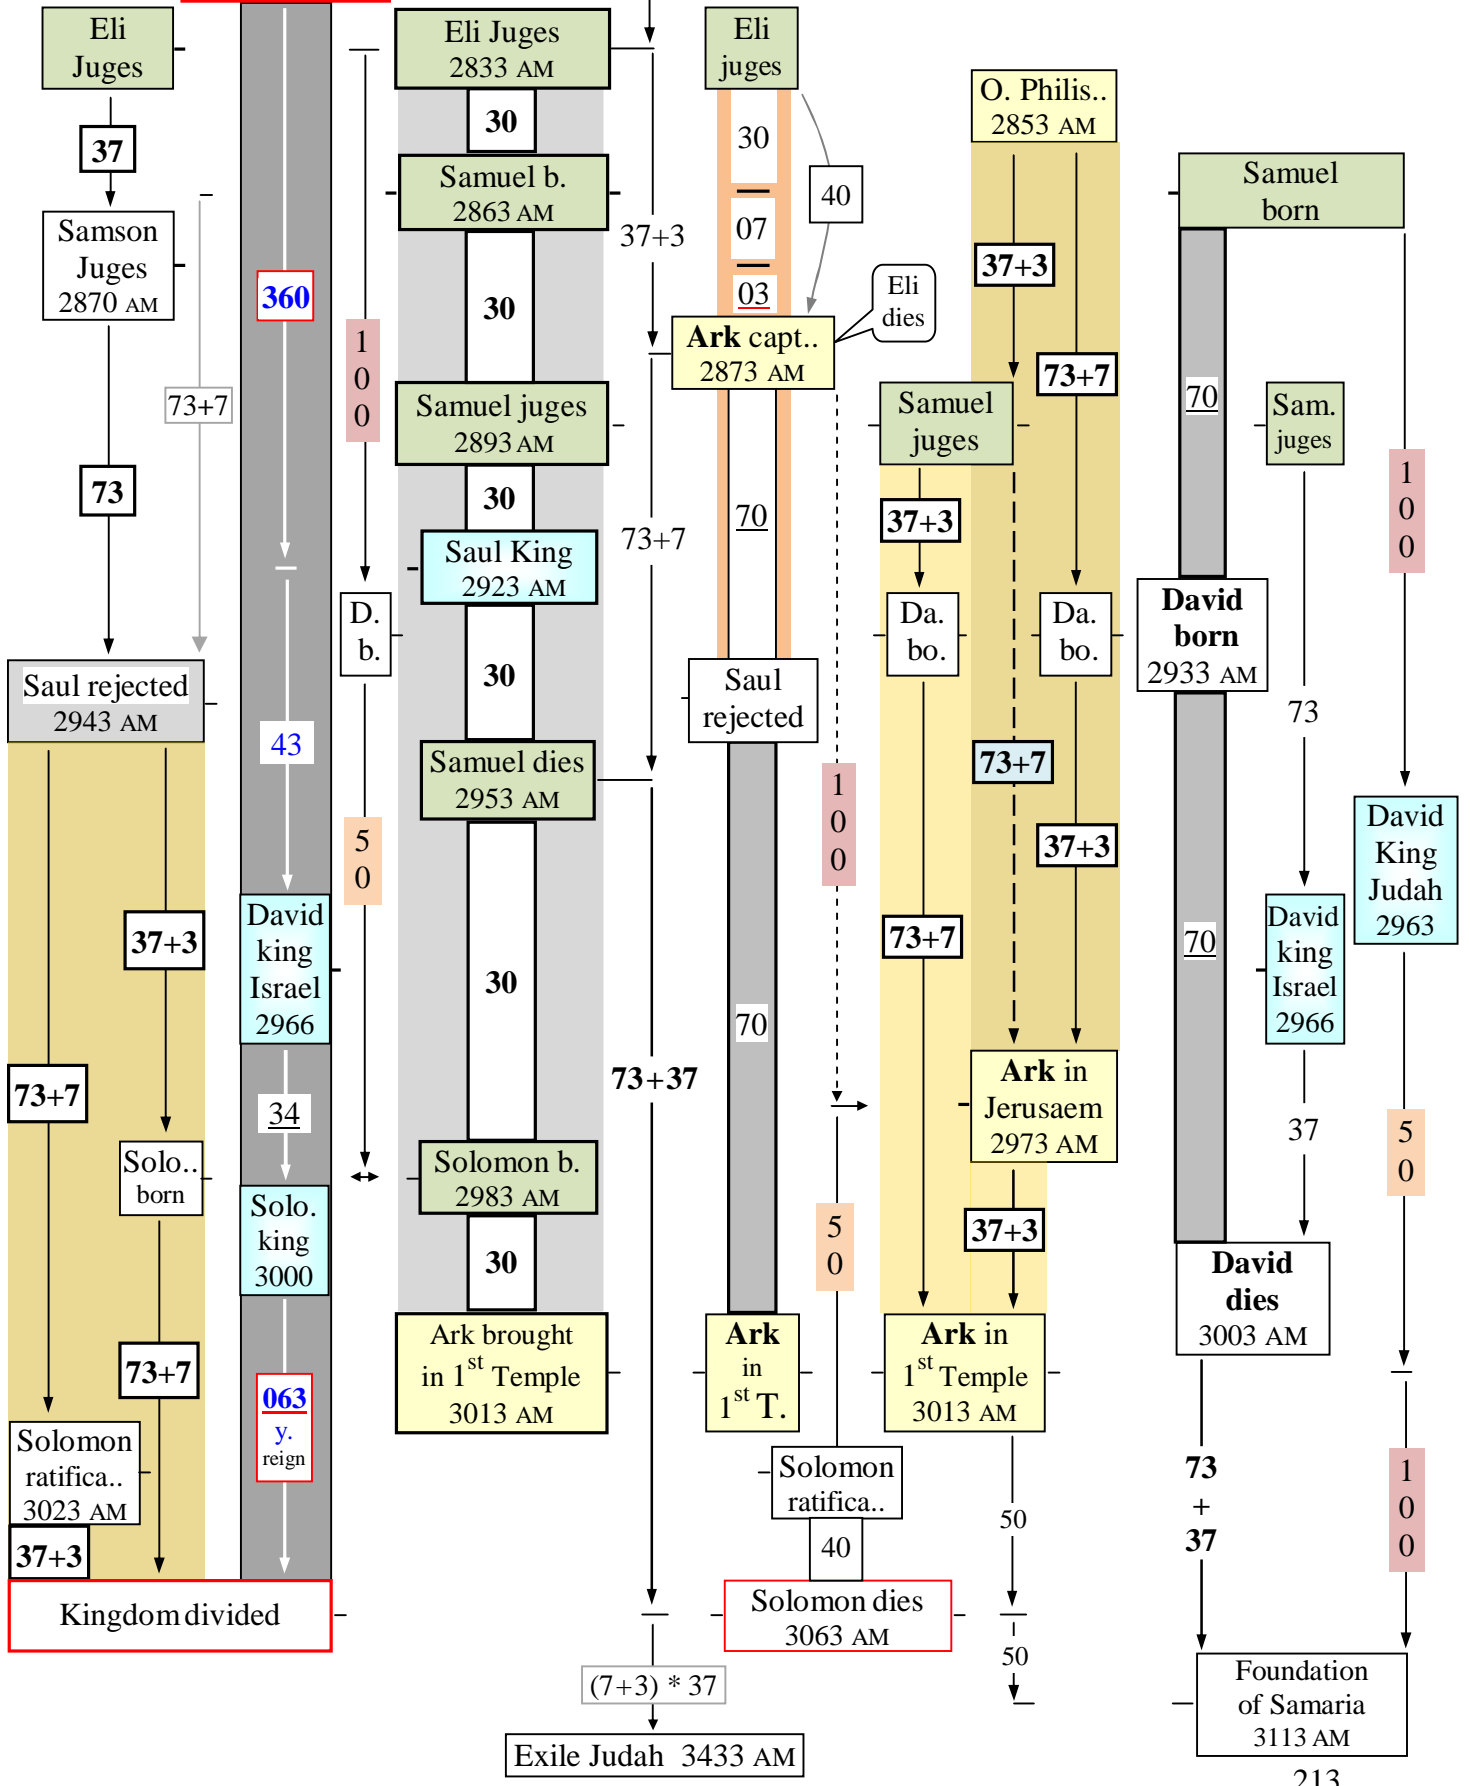 Eli
Juges
37
Samson
Juges
2870 AM
73+7
73
Saul rejected
2943 AM
37+3
73+7
Solo..
born
73+7
Solomon
ratifica..
3023 AM
37+3
Kingdom divided
360
43
David
king
Israel
2966
34
Solo.
king
3000
063
y.
reign
1
0
0
D.
b.
5
0
Eli Juges
2833 AM
30
Samuel b.
2863 AM
30
Samuel juges
2893 AM
30
Saul King
2923 AM
30
Samuel dies
2953 AM
30
Solomon b.
2983 AM
30
Ark brought
in 1st Temple
3013 AM
37+3
73+7
73+37
(7+3) * 37
Exile Judah 3433 AM
Eli
juges
30
07
03
40
Eli
dies
Ark capt..
2873 AM
70
Saul
rejected
70
Ark
in
1st T.
1
0
0
5
0
Solomon
ratifica..
40
Solomon dies
3063 AM
O. Philis..
2853 AM
37+3
73+7
Samuel
juges
37+3
Da.
bo.
Da.
bo.
73+7
37+3
73+7
Ark in
Jerusaem
2973 AM
37+3
Ark in
1st Temple
3013 AM
50
50
Samuel
born
70
David
born
2933 AM
70
David
dies
3003 AM
73
+
37
Sam.
juges
73
David
king
Israel
2966
37
1
0
0
David
King
Judah
2963
5
0
1
0
0
Foundation
of Samaria
3113 AM
213